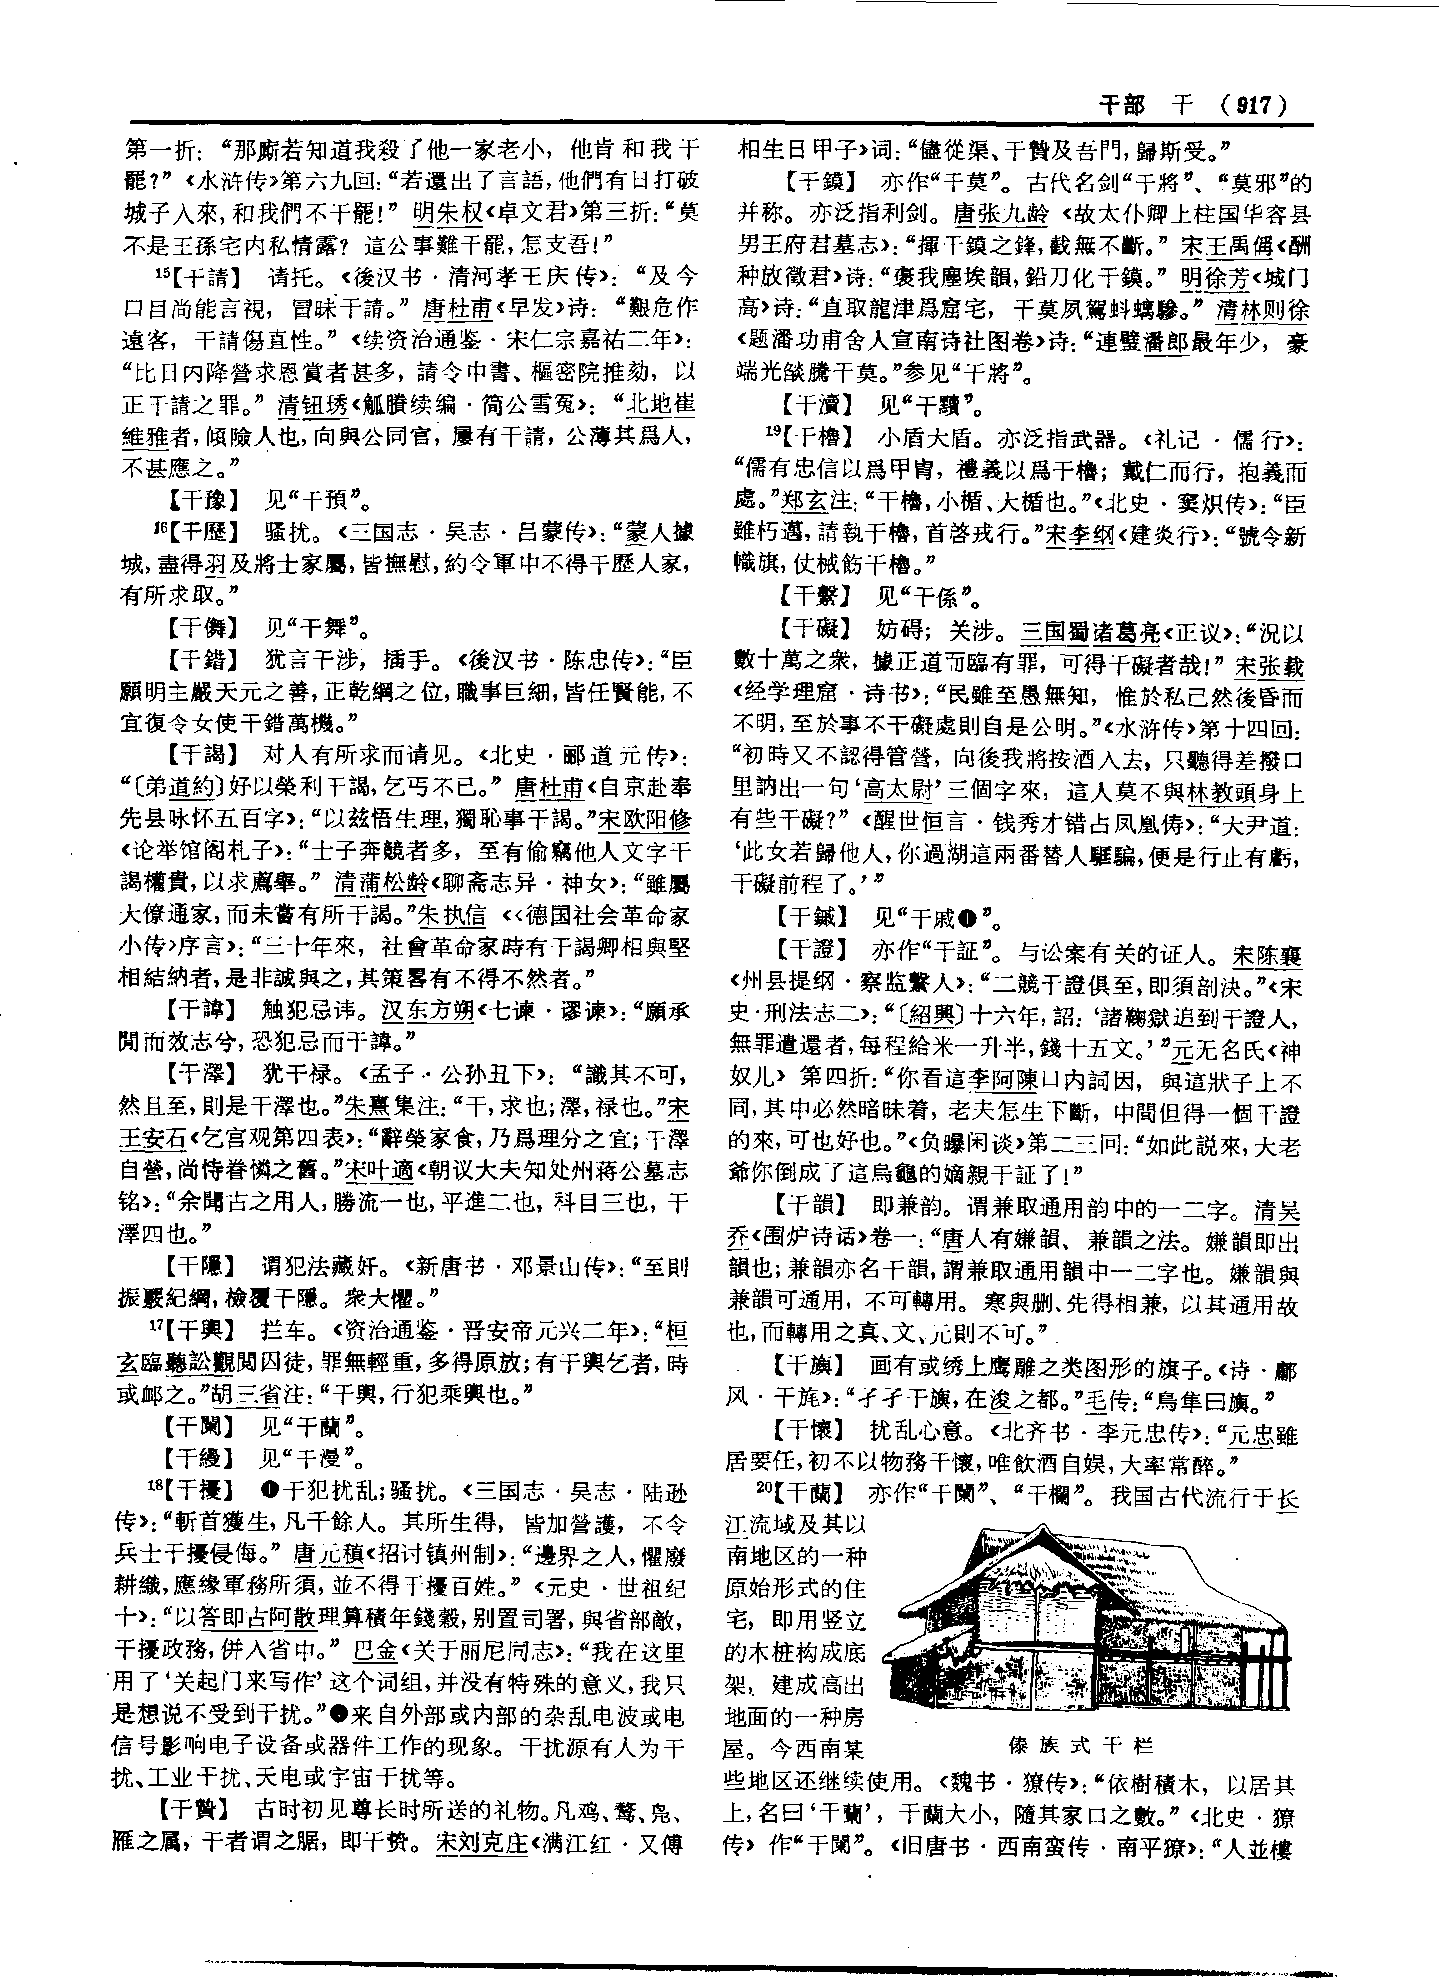 干部　干　（917）
第一折：“那廝若知道我殺了他一家老小，他肯和我干
罷？”《水浒传》第六九回：“若還出了言語，他們有日打破
城子入來，和我們不干罷！”明朱权《卓文君》第三折：“莫
不是王孫宅内私情露？這公事難干罷，怎支吾！”
15【干請】　请托。《後汉书·清河孝王庆传》：“及今
口目尚能言視，冒昧干請。”唐杜甫《早发》诗：“艱危作
遠客，干請傷直性。”《续资治通鉴·宋仁宗嘉祐二年》：
“比日内降營求恩賞者甚多，請令中書、樞密院推劾，以
正干請之罪。”清钮琇《觚賸续编·简公雪冤》：“北地崔
維雅者，傾險人也，向與公同官，屢有干請，公薄其爲人，
不甚應之。”
【干豫】　见“干預”。
16【干歷】　骚扰。《三国志·吴志·吕蒙传》：“蒙人據
城，盡得羽及將士家屬，皆撫慰，約令軍中不得干歷人家，
有所求取。”
【干儛】　见“干舞”。
【干錯】　犹言干涉，插手。《後汉书·陈忠传》：“臣
願明主嚴天元之尊，正乾綱之位，職事巨細，皆任賢能，不
宜復令女使干錯萬機。”
【干謁】　对人有所求而请见。《北史·郦道元传》：
“〔弟道約〕好以榮利干謁，乞丐不已。”唐杜甫《自京赴奉
先县咏怀五百字》：“以兹悟生理，獨恥事干謁。”宋欧阳修
《论举馆阁札子》：“士子奔競者多，至有偷竊他人文字干
謁權貴，以求薦舉。”清蒲松龄《聊斋志异·神女》：“雖屬
大僚通家，而未嘗有所干謁。”朱执信《〈德国社会革命家
小传〉序言》：“三十年來，社會革命家時有干謁卿相與堅
相結納者，是非誠與之，其策畧有不得不然者。”
【干諱】　触犯忌讳。汉东方朔《七谏·谬谏》：“願承
閒而效志兮，恐犯忌而干諱。”
【干澤】　犹干禄。《孟子·公孙丑下》：“識其不可，
然且至，則是干澤也。”朱熹集注：“干，求也；澤，禄也。”宋
王安石《乞宫观第四表》：“辭榮家食，乃爲理分之宜；干澤
自營，尚恃眷憐之舊。”宋叶適《朝议大夫知处州蒋公墓志
铭》：“余聞古之用人，勝流一也，平進二也，科目三也，干
澤四也。”
【干隱】　谓犯法藏奸。《新唐书·邓景山传》：“至則
振覈紀綱，檢覆干隱。衆大懼。”
17【干輿】　拦车。《资治通鉴·晋安帝元兴二年》：“桓
玄臨聽訟觀閲囚徒，罪無輕重，多得原放；有干輿乞者，時
或卹之。”胡三省注：“干輿，行犯乘輿也。”
【干闌】　见“干蘭”。
【干縵】　见“干漫”。
18【干擾】　❶干犯扰乱；骚扰。《三国志·吴志·陆逊
传》：“斬首獲生，凡千餘人。其所生得，皆加營護，不令
兵士干擾侵侮。”唐元稹《招讨镇州制》：“邊界之人，懼廢
耕織，應緣軍務所須，並不得干擾百姓。”《元史·世祖纪
十》：“以答即古阿散理算積年錢穀，别置司署，與省部敵，
干擾政務，併入省中。”巴金《关于丽尼同志》：“我在这里
用了‘关起门来写作’这个词组，并没有特殊的意义，我只
是想说不受到干扰。”❷来自外部或内部的杂乱电波或电
信号影响电子设备或器件工作的现象。干扰源有人为干
扰、工业干扰、天电或宇宙干扰等。
【干贄】　古时初见尊长时所送的礼物。凡鸡、鹜、凫、
雁之属，干者谓之腒，即干贽。宋刘克庄《满江红·又傅
相生日甲子》词：“儘從渠、干贄及吾門，歸斯受。”
【干鏌】　亦作“干莫”。古代名剑“干將”、“莫邪”的
并称。亦泛指利剑。唐张九龄《故太仆卿上柱国华容县
男王府君墓志》：“揮干鏌之鋒，截無不斷。”宋王禹偁《酬
种放徵君》诗：“褒我塵埃韻，鉛刀化干鏌。”明徐芳《城门
高》诗：“直取龍津爲窟宅，干莫夙駕蚪螭驂。”清林则徐
《题潘功甫舍人宣南诗社图卷》诗：“連璧潘郎最年少，豪
端光燄騰干莫。”参见“干將”。
【干瀆】　见“干黷”。
19【干櫓】　小盾大盾。亦泛指武器。《礼记·儒行》：
“儒有忠信以爲甲胄，禮義以爲干櫓；戴仁而行，抱義而
處。”郑玄注：“干櫓，小楯、大楯也。”《北史·窦炽传》：“臣
雖朽邁，請執干櫓，首啓戎行。”宋李纲《建炎行》：“號令新
幟旗，仗械飭干櫓。”
【干繫】　见“干係”。
【干礙】　妨碍；关涉。三国蜀诸葛亮《正议》：“況以
數十萬之衆，據正道而臨有罪，可得干礙者哉！”宋张载
《经学理窟·诗书》：“民雖至愚無知，惟於私己然後昏而
不明，至於事不干礙處則自是公明。”《水浒传》第十四回：
“初時又不認得管營，向後我將按酒入去，只聽得差撥口
里訥出一句‘高太尉’三個字來，這人莫不與林教頭身上
有些干礙？”《醒世恒言·钱秀才错占凤凰俦》：“大尹道：
‘此女若歸他人，你過湖這兩番替人誆騙，便是行止有虧，
干礙前程了。’”
【干鏚】　见“干戚❶”。
【干證】　亦作“干証”。与讼案有关的证人。宋陈襄
《州县提纲·察监繫人》：“二競干證俱至，即須剖決。”《宋
史·刑法志二》：“〔紹興〕十六年，詔：‘諸鞠獄追到干證人，
無罪遣還者，每程給米一升半，錢十五文。’”元无名氏《神
奴儿》第四折：“你看這李阿陳口内詞因，與這狀子上不
同，其中必然暗昧着，老夫怎生下斷，中間但得一個干證
的來，可也好也。”《负曝闲谈》第二三回：“如此説來，大老
爺你倒成了這烏龜的嫡親干証了！”
【干韻】　即兼韵。谓兼取通用韵中的一二字。清吴
乔《围炉诗话》卷一：“唐人有嫌韻、兼韻之法。嫌韻即出
韻也；兼韻亦名干韻，謂兼取通用韻中一二字也。嫌韻與
兼韻可通用，不可轉用。寒與删、先得相兼，以其通用故
也，而轉用之真、文、元則不可。”
【干旟】　画有或绣上鹰雕之类图形的旗子。《诗·鄘
风·干旄》：“孑孑干旟，在浚之都。”毛传：“鳥隼曰旟。”
【干懷】　扰乱心意。《北齐书·李元忠传》：“元忠雖
居要任，初不以物務干懷，唯飲酒自娱，大率常醉。”
20【干蘭】　亦作“干闌”、“干欄”。我国古代流行于长
江流域及其以
南地区的一种
原始形式的住
宅，即用竖立
的木桩构成底
架，建成高出
地面的一种房
屋。今西南某
傣族式干栏
些地区还继续使用。《魏书·獠传》：“依樹積木，以居其
上，名曰‘干蘭’，干蘭大小，隨其家口之數。”《北史·獠
传》作“干闌”。《旧唐书·西南蛮传·南平獠》：“人並樓